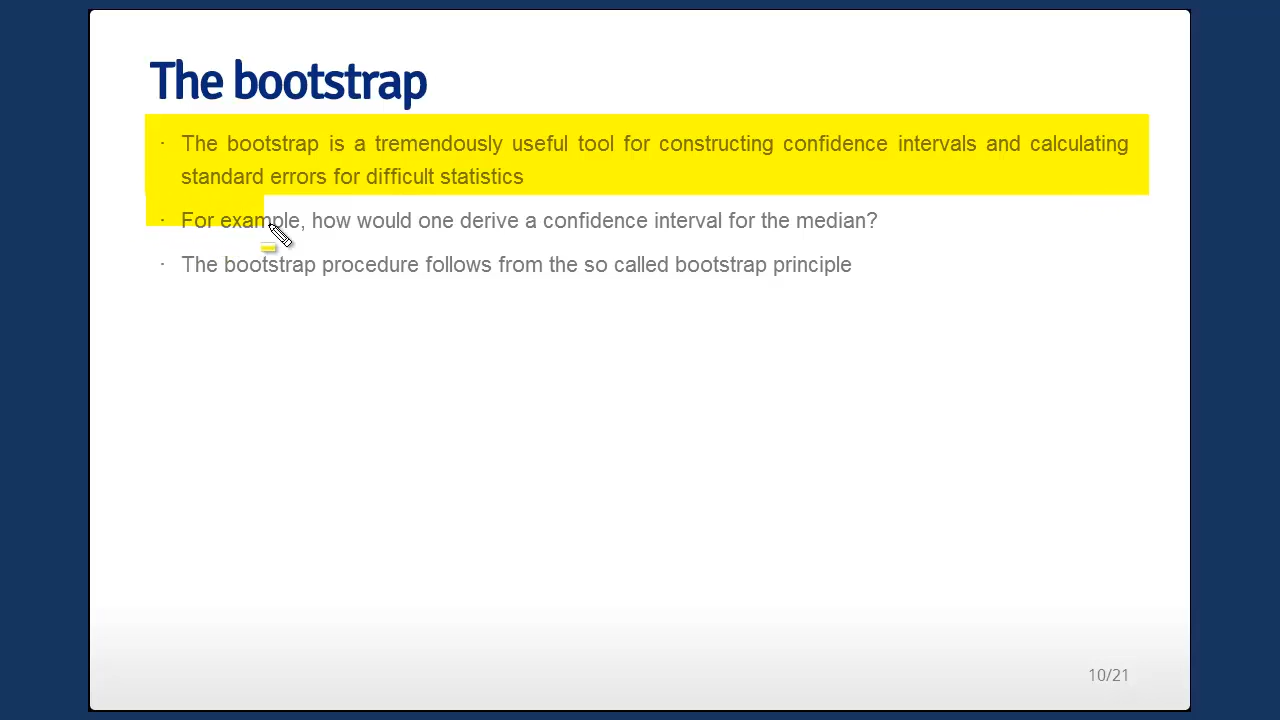 The bootstrap
· The bootstrap is a tremendously useful tool for constructing confidence intervals and calculating
standard errors for difficult statistics
· For example, how would one derive a confidence interval for the median?
· The bootstrap procedure follows from the so called bootstrap principle
10/21